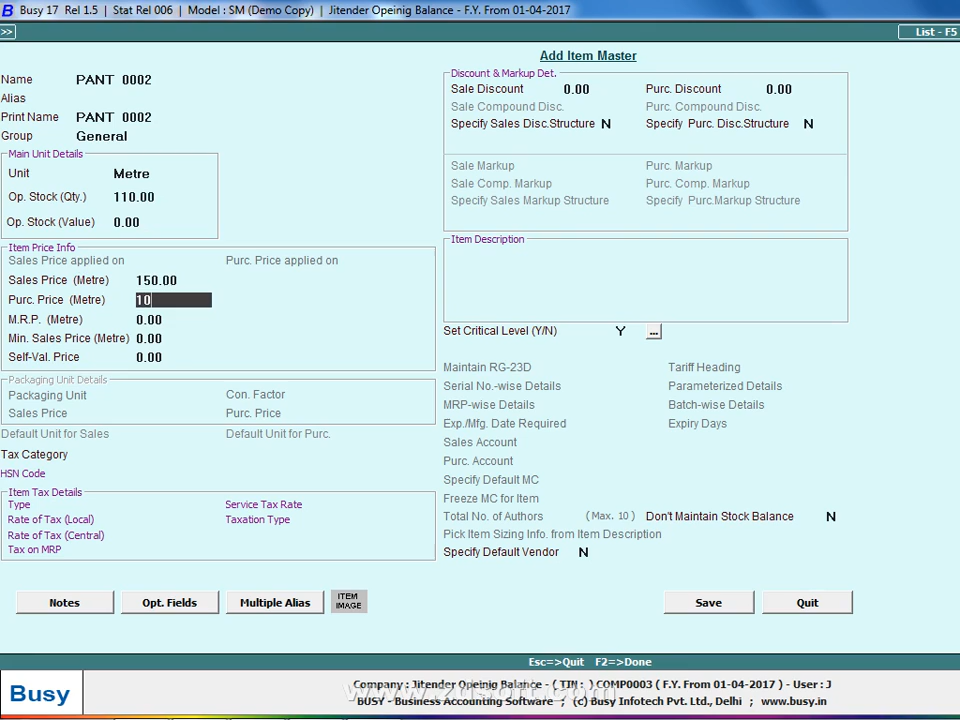 Busy 17 Rel 1.5 | Stat Rel 006 | Model : SM (Demo Copy) | Jitender Opeinig Balance - F.Y. From 01-04-2017
>> List - F5
Add Item Master
Name PANT 0002
Alias
Print Name PANT 0002
Group General
Main Unit Details
Unit Metre
Op. Stock (Qty.) 110.00
Op. Stock (Value) 0.00
Item Price Info
Sales Price applied on Purc. Price applied on
Sales Price (Metre) 150.00
Purc. Price (Metre) 10
M.R.P. (Metre) 0.00
Min. Sales Price (Metre) 0.00
Self-Val. Price 0.00
Packaging Unit Details
Packaging Unit Con. Factor
Sales Price Purc. Price
Default Unit for Sales Default Unit for Purc.
Tax Category
HSN Code
Item Tax Details
Type Service Tax Rate
Rate of Tax (Local) Taxation Type
Rate of Tax (Central)
Tax on MRP
Discount & Markup Det.
Sale Discount 0.00 Purc. Discount 0.00
Sale Compound Disc. Purc. Compound Disc.
Specify Sales Disc.Structure N Specify Purc. Disc.Structure N
Sale Markup Purc. Markup
Sale Comp. Markup Purc. Comp. Markup
Specify Sales Markup Structure Specify Purc.Markup Structure
Item Description
Set Critical Level (Y/N) Y ...
Maintain RG-23D Tariff Heading
Serial No.-wise Details Parameterized Details
MRP-wise Details Batch-wise Details
Exp./Mfg. Date Required Expiry Days
Sales Account
Purc. Account
Specify Default MC
Freeze MC for Item
Total No. of Authors (Max. 10) Don't Maintain Stock Balance N
Pick Item Sizing Info. from Item Description
Specify Default Vendor N
Notes Opt. Fields Multiple Alias ITEM IMAGE Save Quit
Esc=>Quit F2=>Done
Busy
Company : Jitender Opeinig Balance - ( TIN : ) COMP0003 ( F.Y. From 01-04-2017 ) - User : J
www.zdsoft.com
BUSY - Business Accounting Software ; (c) Busy Infotech Pvt. Ltd., Delhi ; www.busy.in